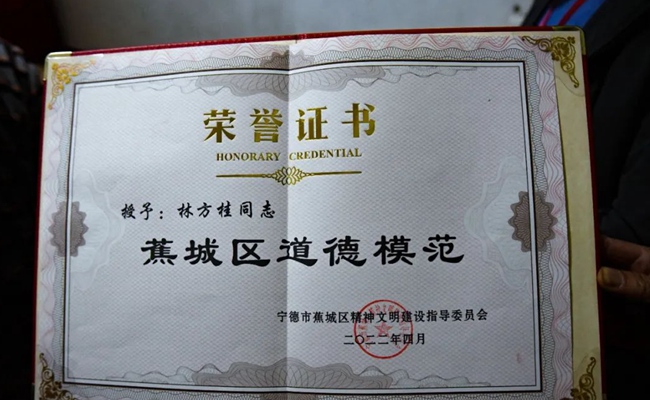 荣誉证书
HONORARY CREDENTIAL
授予：林方桂同志
蕉城区道德模范
宁德市蕉城区精神文明建设指导委员会
二〇二二年四月